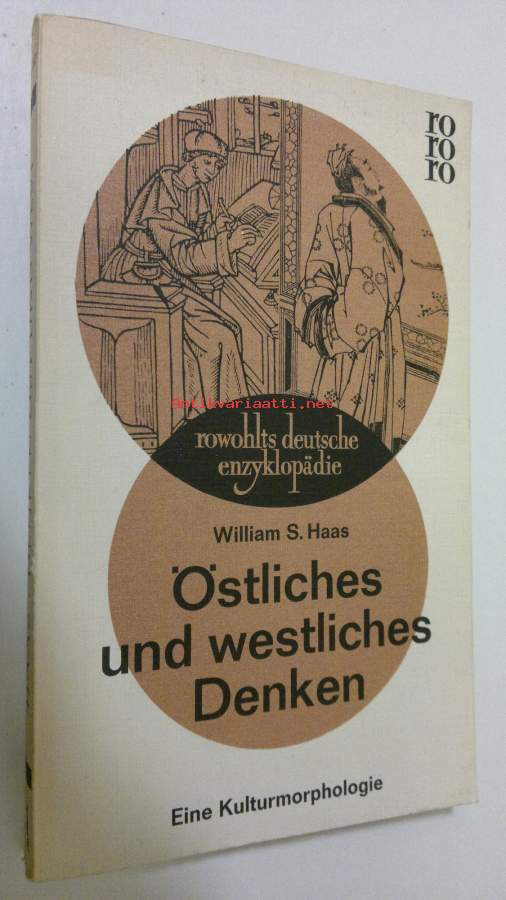 ro
ro
ro
Antikvariaatti.net
rowohlts deutsche
enzyklopädie
William S. Haas
Östliches
und westliches
Denken
Eine Kulturmorphologie